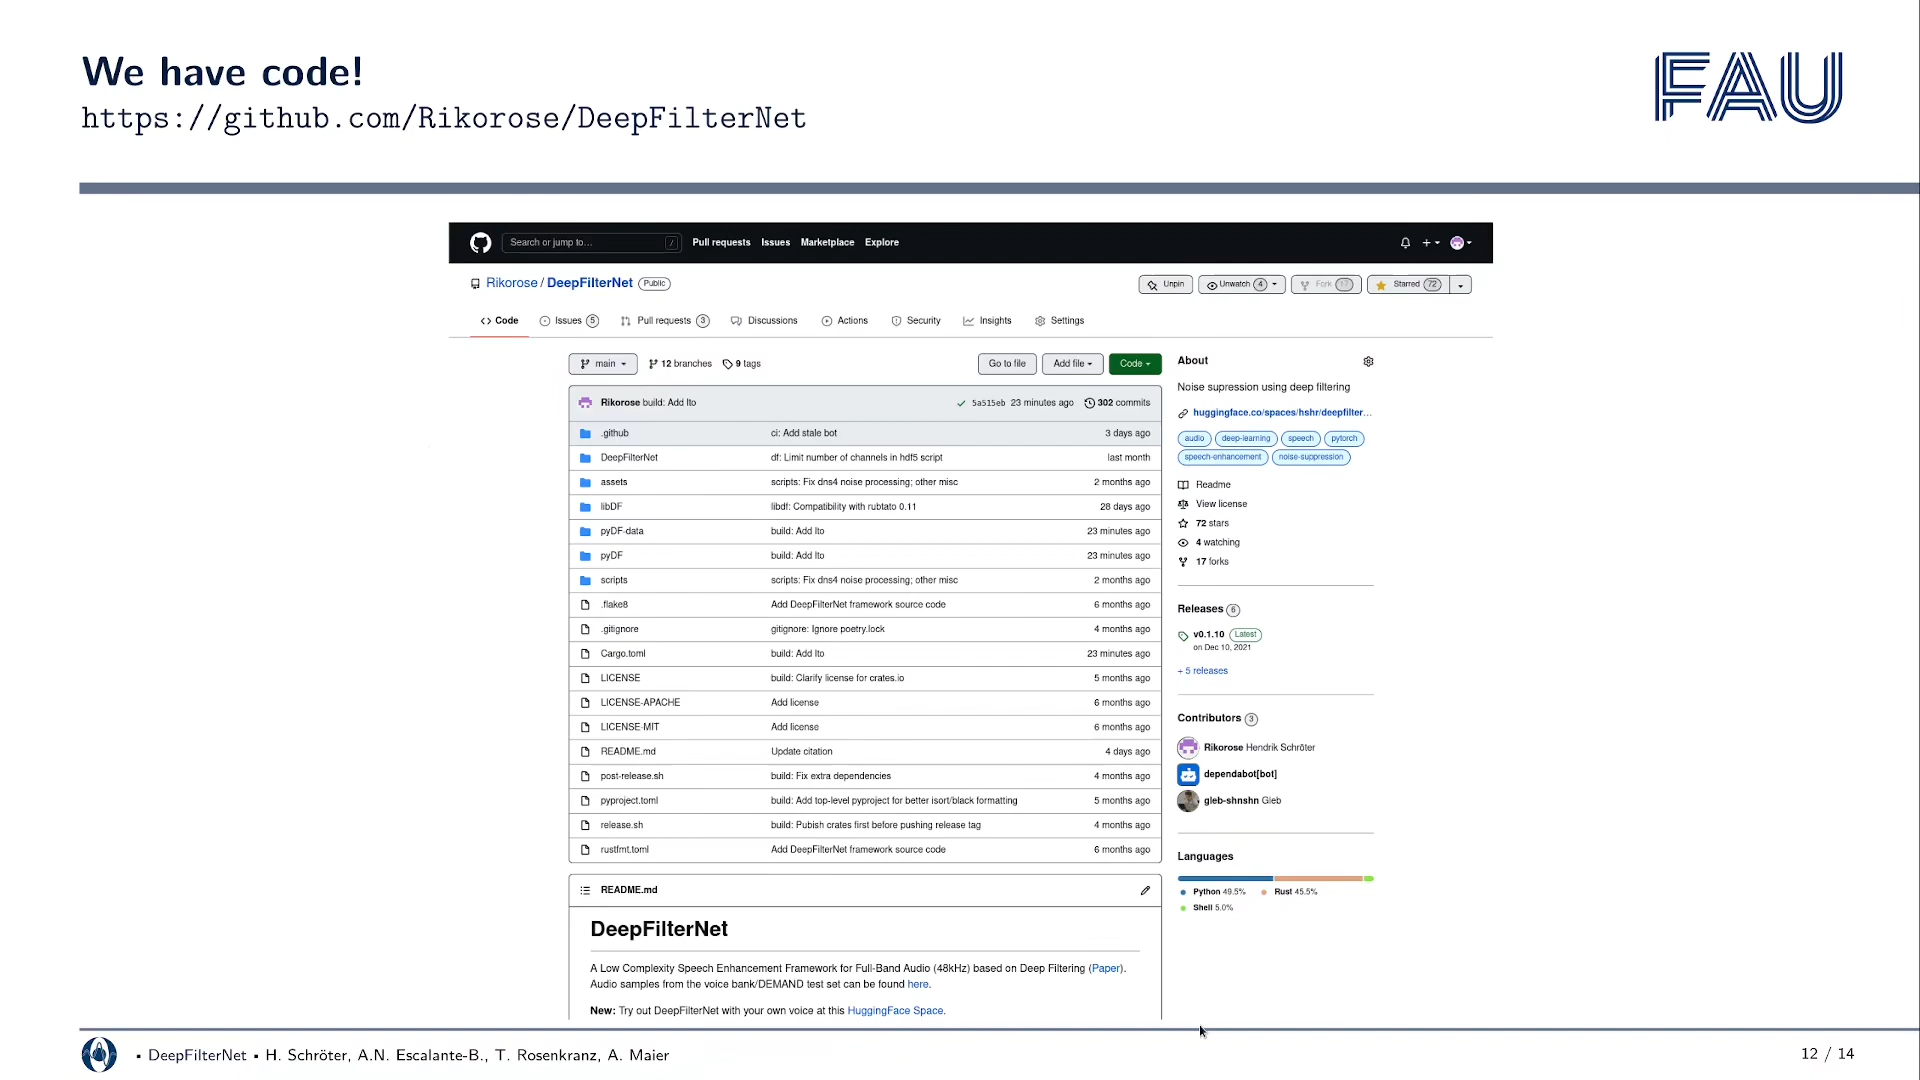 We have code!
https://github.com/Rikorose/DeepFilterNet
FAU
Search or jump to... / Pull requests Issues Marketplace Explore
Rikorose / DeepFilterNet Public Unpin Unwatch 4 Fork 17 Starred 72
Code Issues 5 Pull requests 3 Discussions Actions Security Insights Settings
main 12 branches 9 tags Go to file Add file Code
Rikorose build: Add lto 5a515eb 23 minutes ago 302 commits
.github ci: Add stale bot 3 days ago
DeepFilterNet df: Limit number of channels in hdf5 script last month
assets scripts: Fix dns4 noise processing; other misc 2 months ago
libDF libdf: Compatibility with rubtato 0.11 28 days ago
pyDF-data build: Add lto 23 minutes ago
pyDF build: Add lto 23 minutes ago
scripts scripts: Fix dns4 noise processing; other misc 2 months ago
.flake8 Add DeepFilterNet framework source code 6 months ago
.gitignore gitignore: Ignore poetry.lock 4 months ago
Cargo.toml build: Add lto 23 minutes ago
LICENSE build: Clarify license for crates.io 5 months ago
LICENSE-APACHE Add license 6 months ago
LICENSE-MIT Add license 6 months ago
README.md Update citation 4 days ago
post-release.sh build: Fix extra dependencies 4 months ago
pyproject.toml build: Add top-level pyproject for better isort/black formatting 5 months ago
release.sh build: Pubish crates first before pushing release tag 4 months ago
rustfmt.toml Add DeepFilterNet framework source code 6 months ago
README.md
DeepFilterNet
A Low Complexity Speech Enhancement Framework for Full-Band Audio (48kHz) based on Deep Filtering (Paper).
Audio samples from the voice bank/DEMAND test set can be found here.
New: Try out DeepFilterNet with your own voice at this HuggingFace Space.
About
Noise supression using deep filtering
huggingface.co/spaces/hshr/deepfilter...
audio deep-learning speech pytorch
speech-enhancement noise-suppression
Readme
View license
72 stars
4 watching
17 forks
Releases 6
v0.1.10 Latest
on Dec 10, 2021
+ 5 releases
Contributors 3
Rikorose Hendrik Schröter
dependabot[bot]
gleb-shnshn Gleb
Languages
Python 49.5% Rust 45.5%
Shell 5.0%
▪ DeepFilterNet ▪ H. Schröter, A.N. Escalante-B., T. Rosenkranz, A. Maier
12 / 14